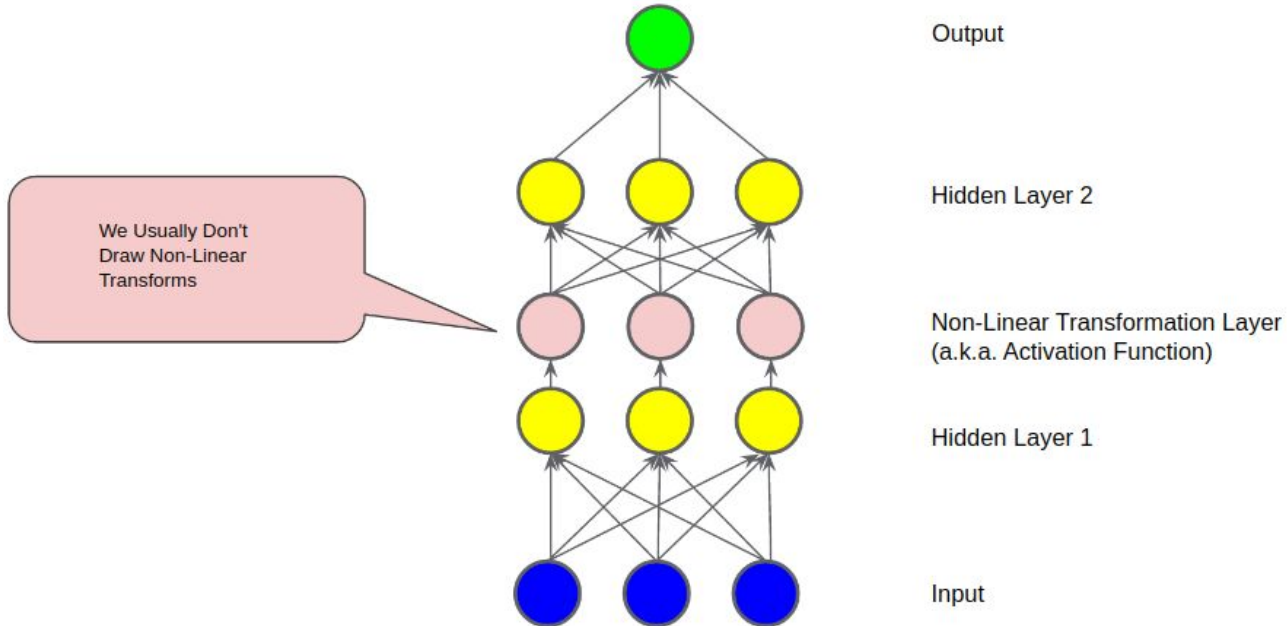 Output
Hidden Layer 2
We Usually Don't
Draw Non-Linear
Transforms
Non-Linear Transformation Layer
(a.k.a. Activation Function)
Hidden Layer 1
Input